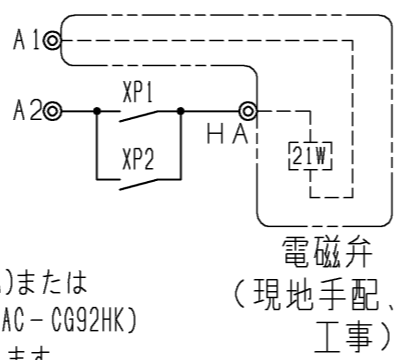 A1
XP1
A2
HA
XP2
21W
電磁弁
(現地手配、
工事)
)または
AC-CG92HK)
ます